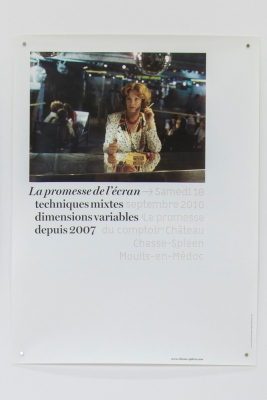 La promesse de l'écran → Samedi 18
techniques mixtes septembre 2010
dimensions variables La promesse
depuis 2007 du comptoir Château
Chasse-Spleen
Moulis-en-Médoc